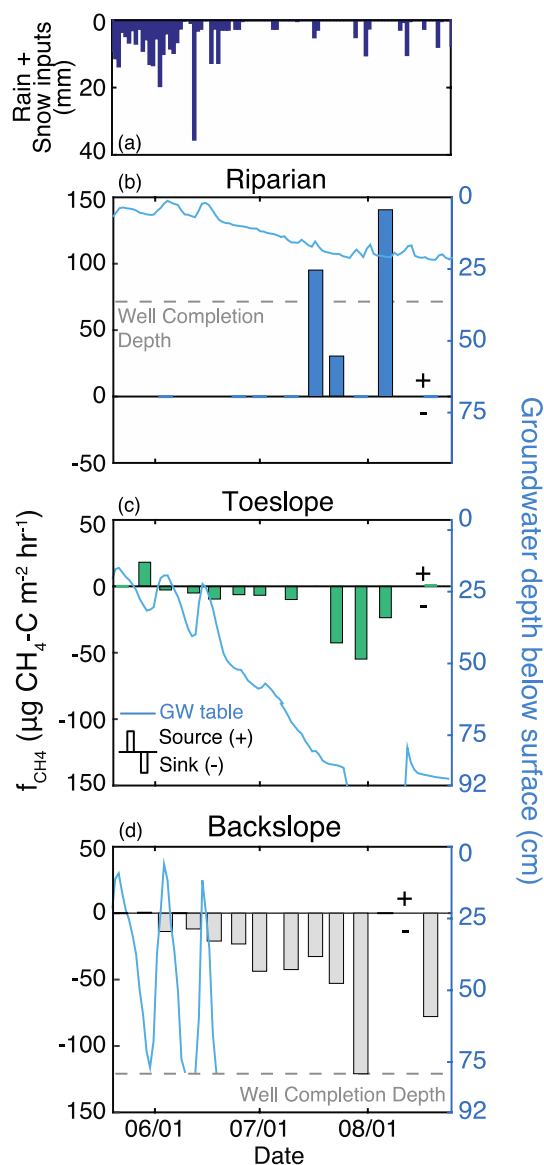 0
20
40
Rain +
Snow inputs
(mm)
(a)
(b)
Riparian
150
100
50
0
-50
0
25
50
75
Well Completion
Depth
+
-
(c)
Toeslope
50
0
-50
-100
150
0
25
50
75
92
+
-
GW table
Source (+)
Sink (-)
f_CH4 (µg CH₄-C m⁻² hr⁻¹)
Groundwater depth below surface (cm)
(d)
Backslope
50
0
-50
-100
150
0
25
50
75
92
+
-
Well Completion Depth
06/01
07/01
08/01
Date